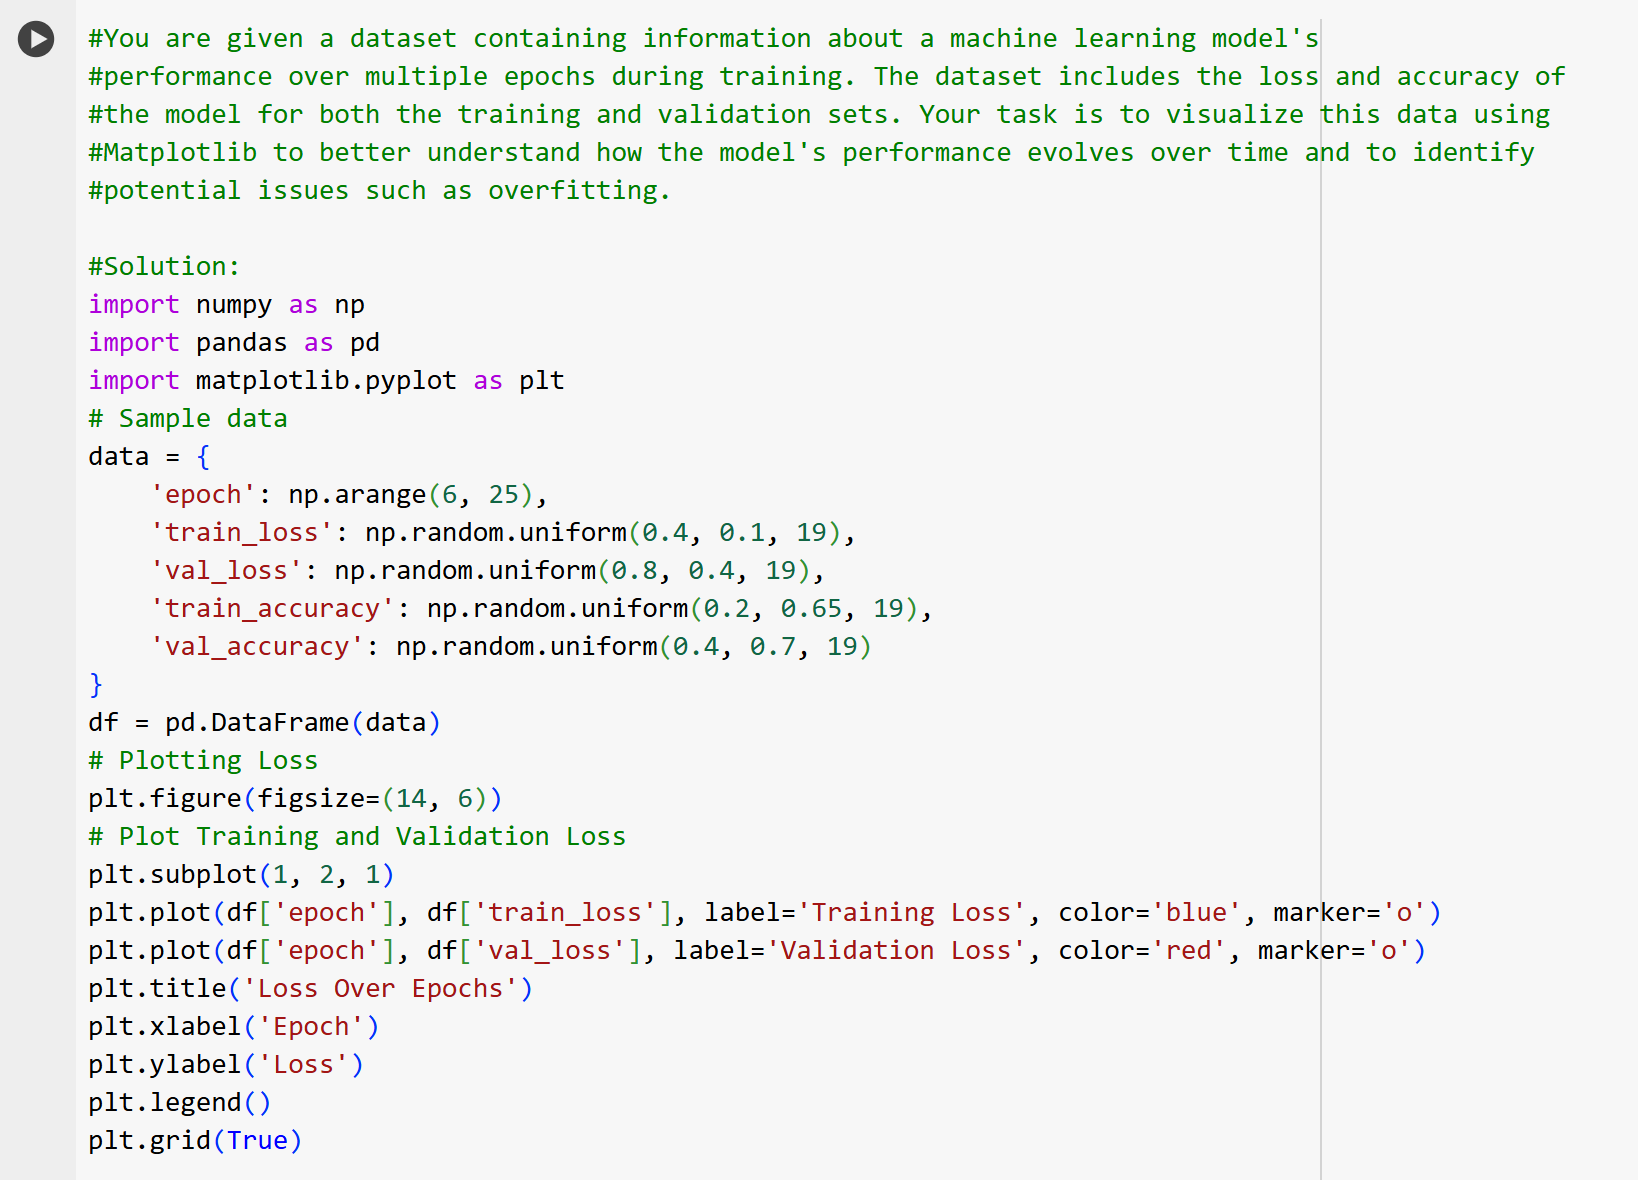 #You are given a dataset containing information about a machine learning model's
#performance over multiple epochs during training. The dataset includes the loss and accuracy of
#the model for both the training and validation sets. Your task is to visualize this data using
#Matplotlib to better understand how the model's performance evolves over time and to identify
#potential issues such as overfitting.

#Solution:
import numpy as np
import pandas as pd
import matplotlib.pyplot as plt
# Sample data
data = {
    'epoch': np.arange(6, 25),
    'train_loss': np.random.uniform(0.4, 0.1, 19),
    'val_loss': np.random.uniform(0.8, 0.4, 19),
    'train_accuracy': np.random.uniform(0.2, 0.65, 19),
    'val_accuracy': np.random.uniform(0.4, 0.7, 19)
}
df = pd.DataFrame(data)
# Plotting Loss
plt.figure(figsize=(14, 6))
# Plot Training and Validation Loss
plt.subplot(1, 2, 1)
plt.plot(df['epoch'], df['train_loss'], label='Training Loss', color='blue', marker='o')
plt.plot(df['epoch'], df['val_loss'], label='Validation Loss', color='red', marker='o')
plt.title('Loss Over Epochs')
plt.xlabel('Epoch')
plt.ylabel('Loss')
plt.legend()
plt.grid(True)